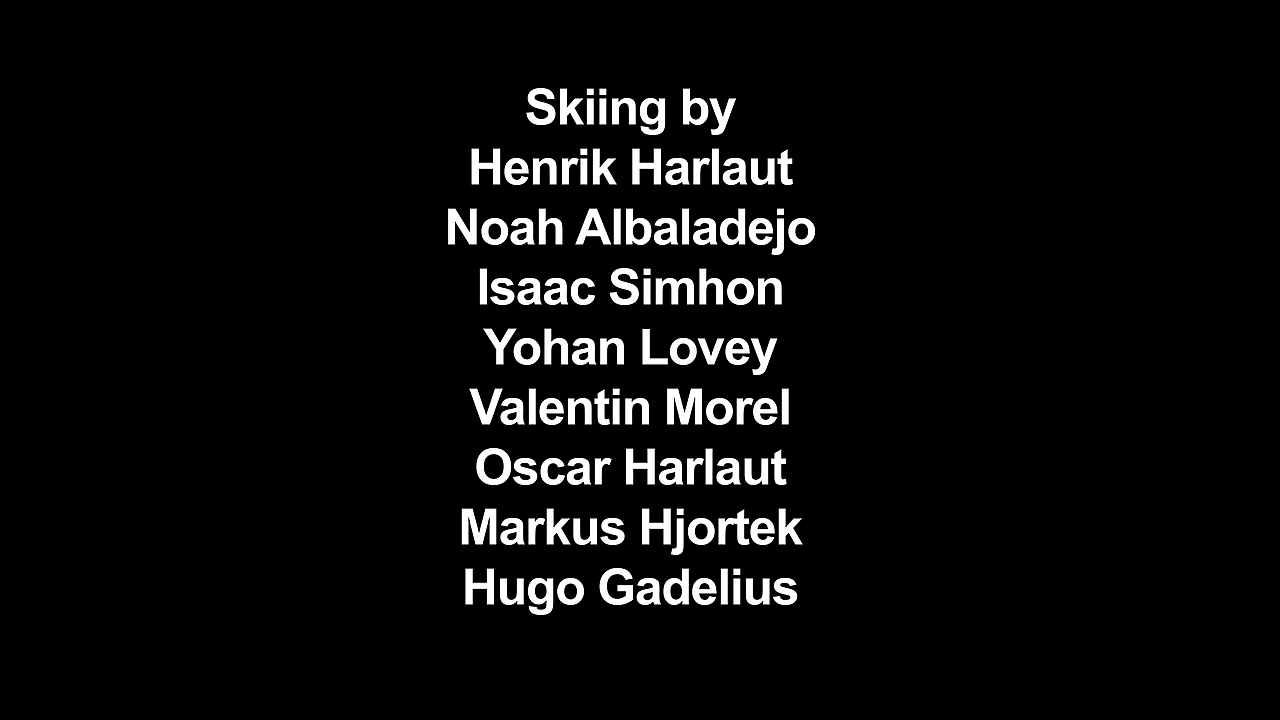 Skiing by
Henrik Harlaut
Noah Albaladejo
Isaac Simhon
Yohan Lovey
Valentin Morel
Oscar Harlaut
Markus Hjortek
Hugo Gadelius